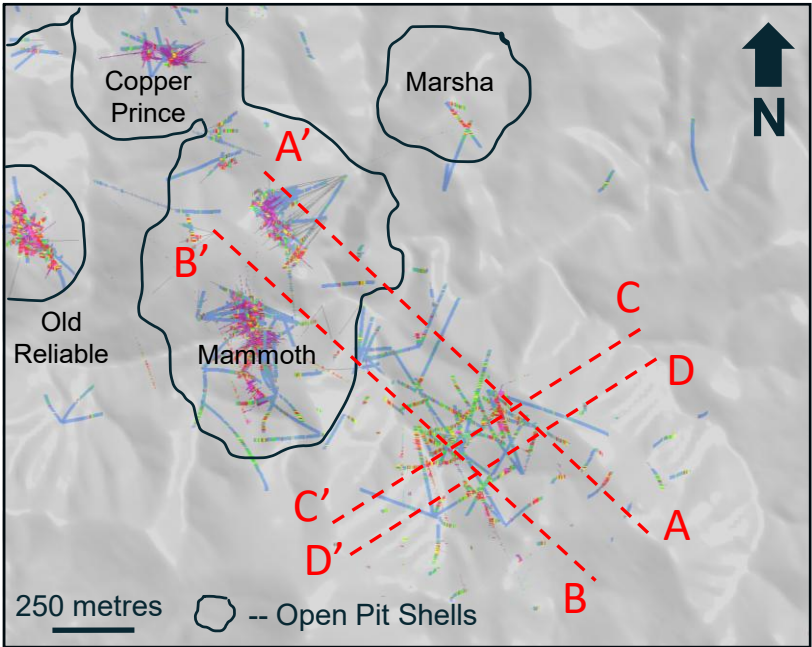 Copper
Prince
Marsha
N
A’
B’
Old
Reliable
Mammoth
C
D
C’
D’
A
B
250 metres
-- Open Pit Shells